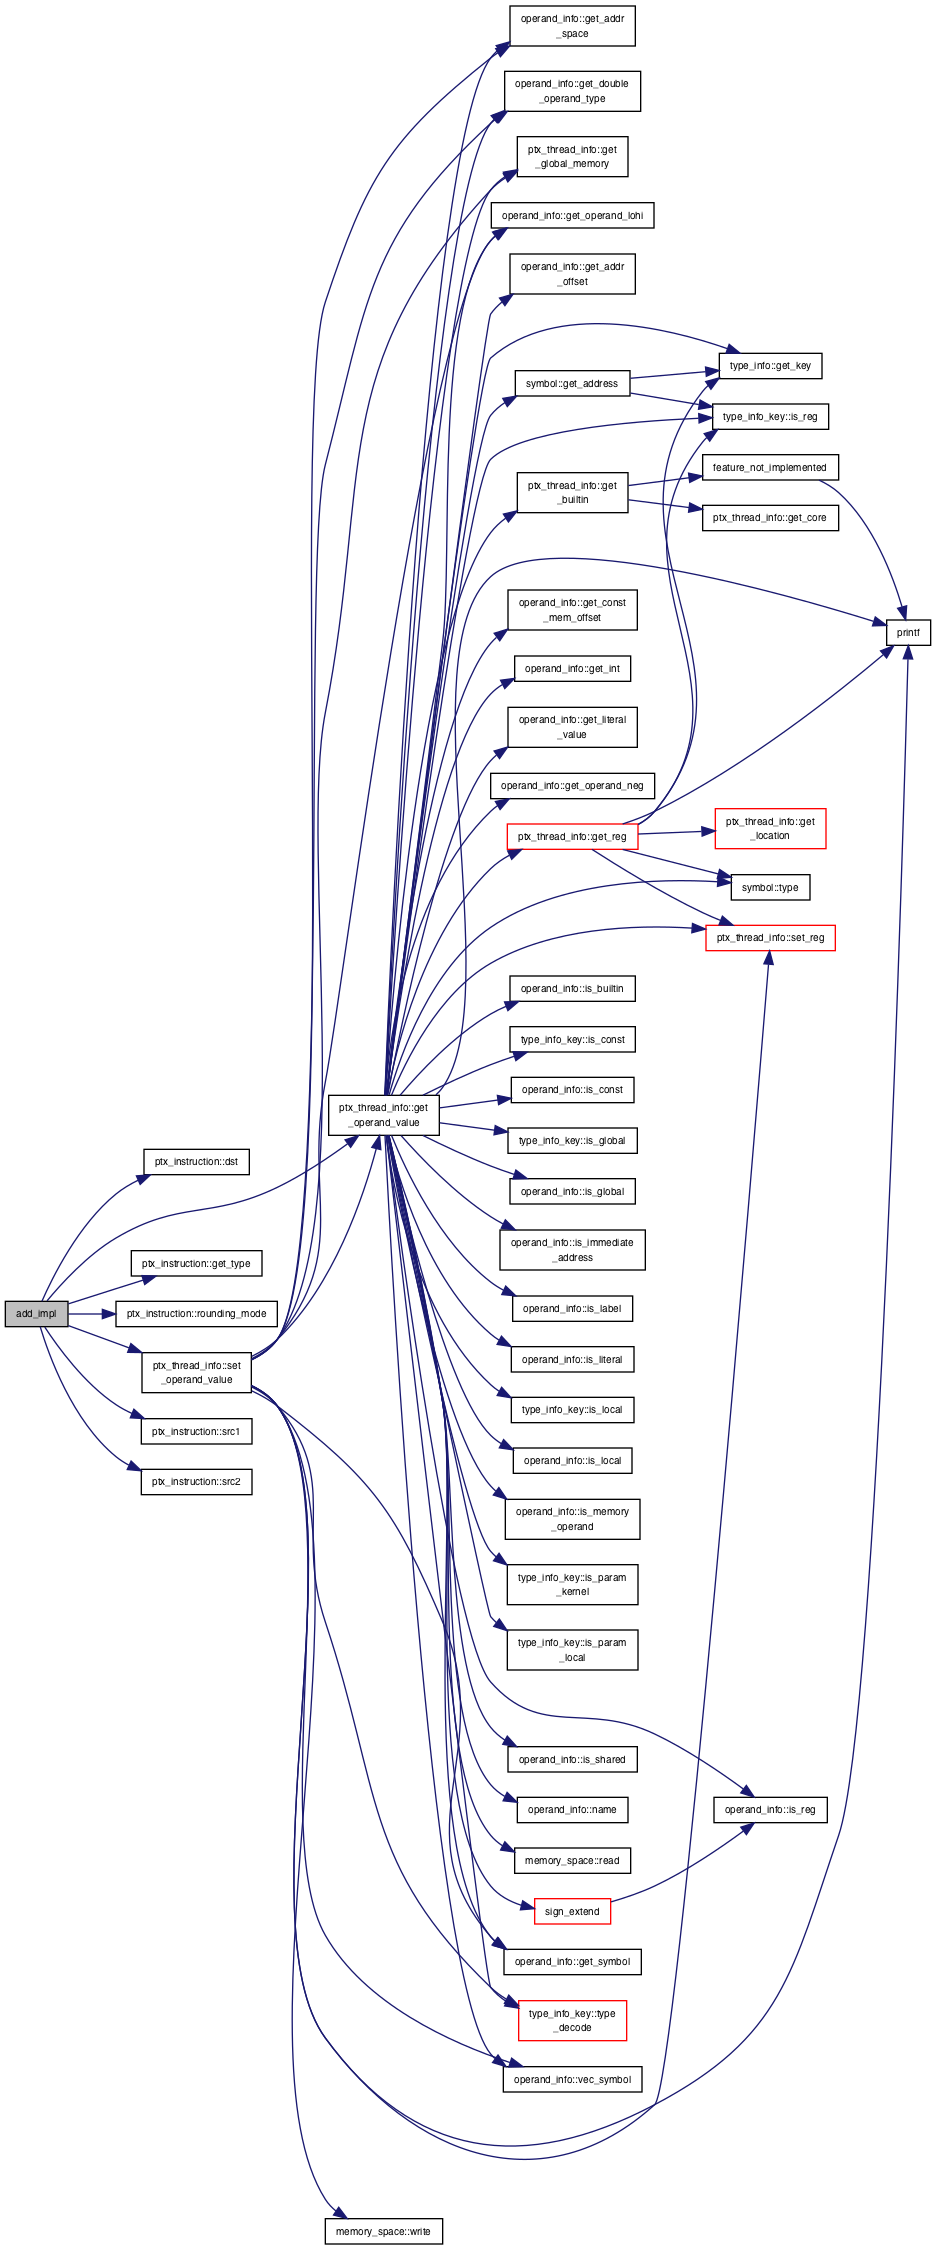 operand_info::get_addr
_space
operand_info::get_double
_operand_type
ptx_thread_info::get
_global_memory
operand_info::get_operand_lohi
operand_info::get_addr
_offset
type_info::get_key
symbol::get_address
type_info_key::is_reg
feature_not_implemented
ptx_thread_info::get
_builtin
ptx_thread_info::get_core
operand_info::get_const
_mem_offset
printf
operand_info::get_int
operand_info::get_literal
_value
operand_info::get_operand_neg
ptx_thread_info::get_reg
ptx_thread_info::get
_location
symbol::type
ptx_thread_info::set_reg
operand_info::is_builtin
type_info_key::is_const
operand_info::is_const
ptx_thread_info::get
_operand_value
type_info_key::is_global
ptx_instruction::dst
operand_info::is_global
operand_info::is_immediate
_address
ptx_instruction::get_type
operand_info::is_label
add_impl
ptx_instruction::rounding_mode
operand_info::is_literal
ptx_thread_info::set
_operand_value
type_info_key::is_local
ptx_instruction::src1
operand_info::is_local
ptx_instruction::src2
operand_info::is_memory
_operand
type_info_key::is_param
_kernel
type_info_key::is_param
_local
operand_info::is_shared
operand_info::name
operand_info::is_reg
memory_space::read
sign_extend
operand_info::get_symbol
type_info_key::type
_decode
operand_info::vec_symbol
memory_space::write